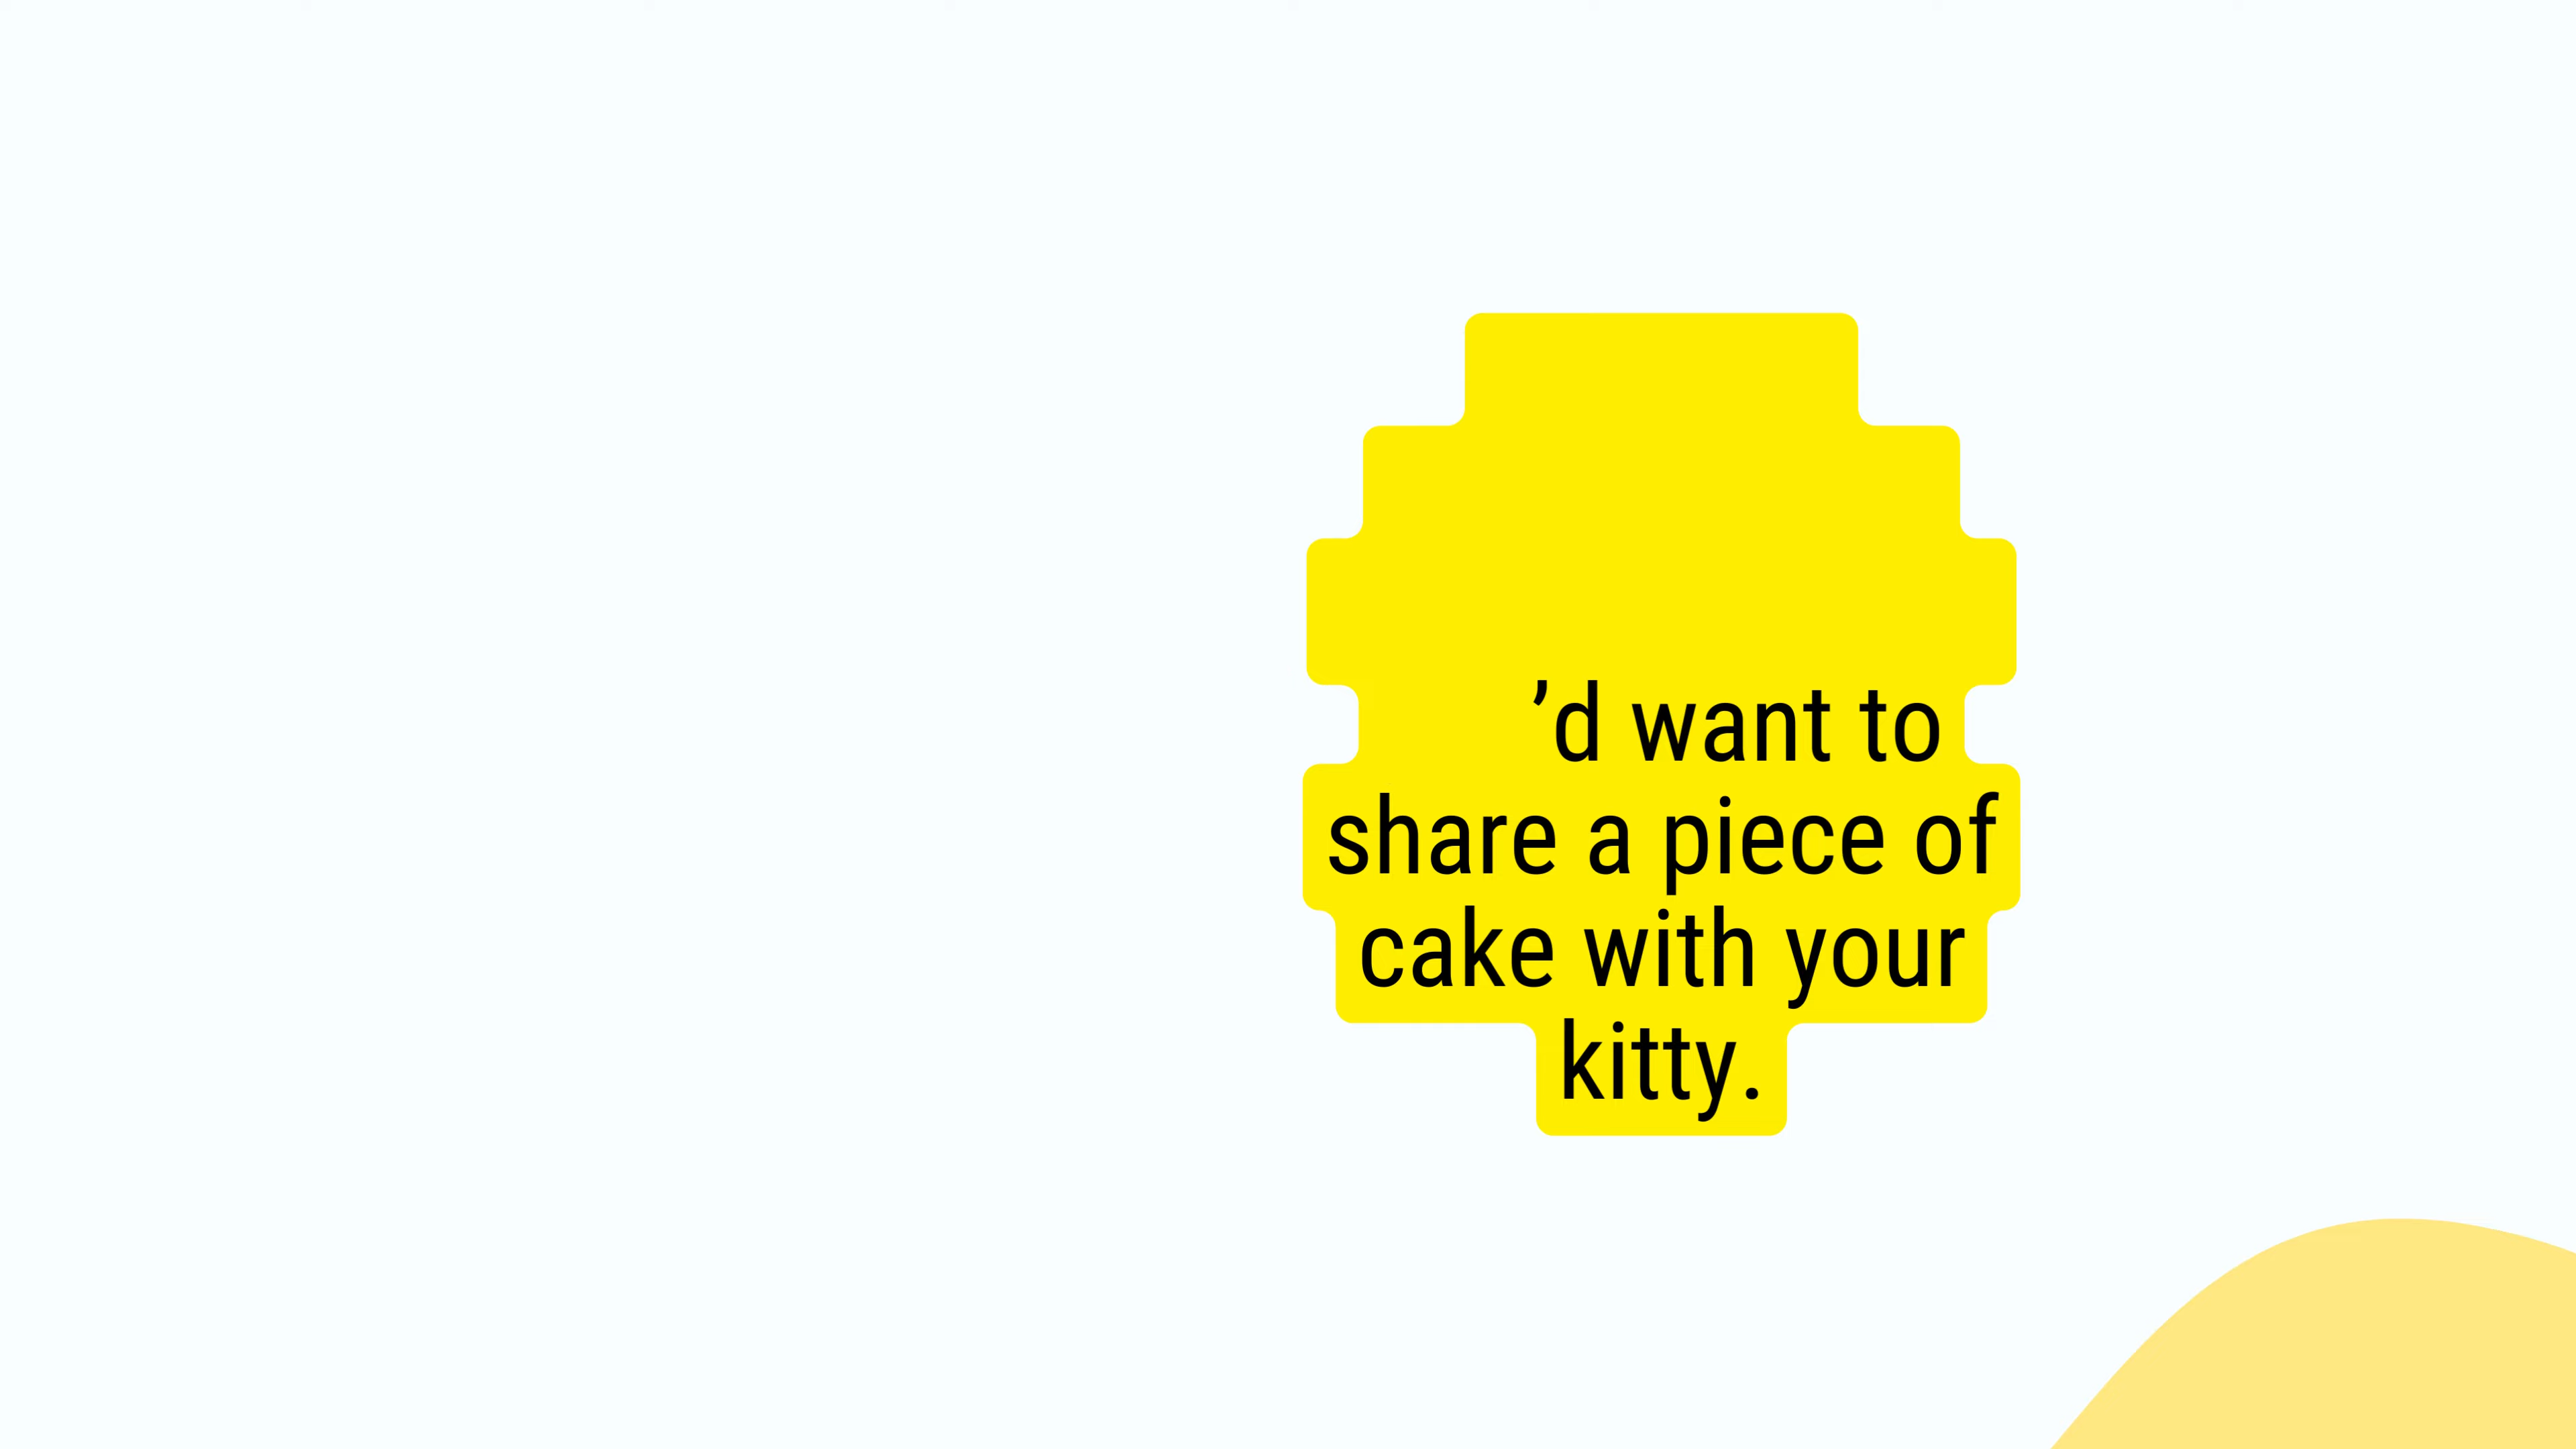 ’d want to
share a piece of
cake with your
kitty.